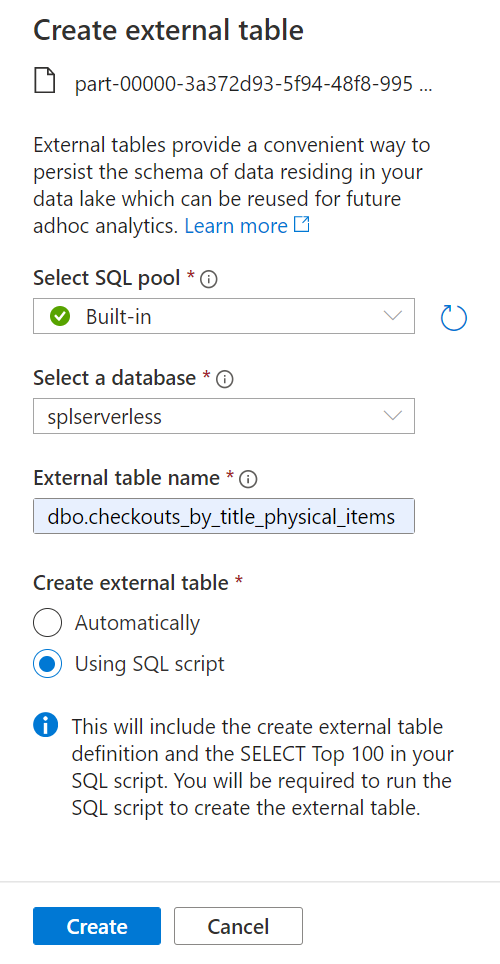 Create external table
part-00000-3a372d93-5f94-48f8-995 ...
External tables provide a convenient way to
persist the schema of data residing in your
data lake which can be reused for future
adhoc analytics. Learn more
Select SQL pool *
Built-in
Select a database *
splserverless
External table name *
dbo.checkouts_by_title_physical_items
Create external table *
Automatically
Using SQL script
This will include the create external table
definition and the SELECT Top 100 in your
SQL script. You will be required to run the
SQL script to create the external table.
Create
Cancel